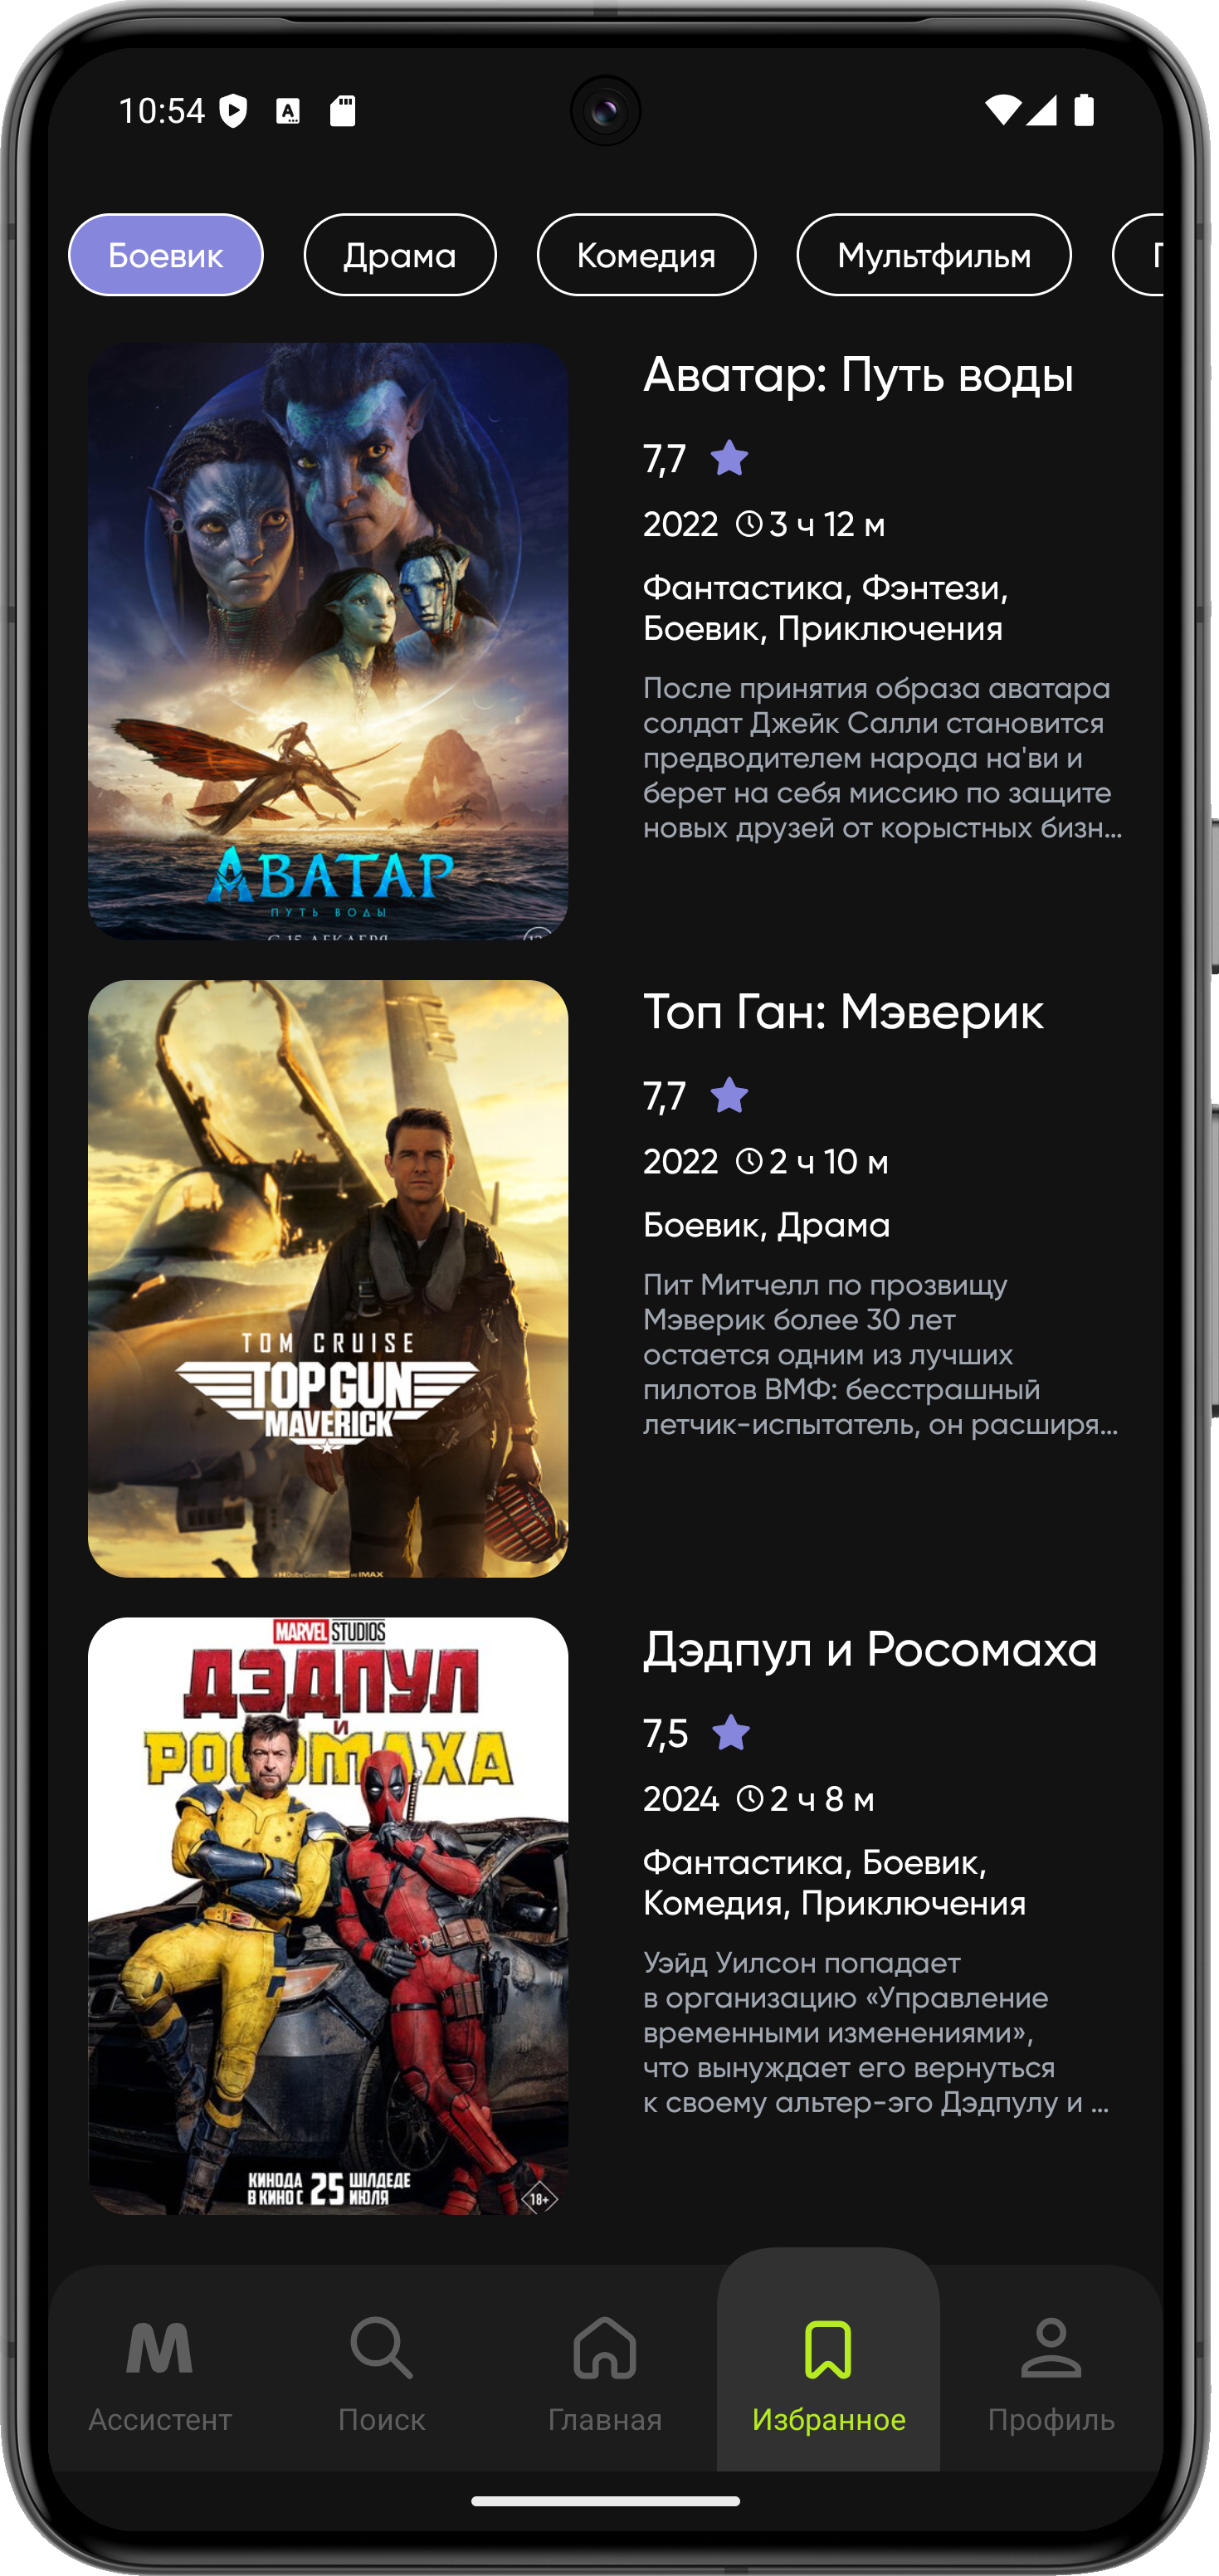 10:54
Боевик
Драма
Комедия
Мультфильм
Аватар: Путь воды
7,7
2022 3 ч 12 м
Фантастика, Фэнтези,
Боевик, Приключения
После принятия образа аватара
солдат Джейк Салли становится
предводителем народа на'ви и
берет на себя миссию по защите
новых друзей от корыстных бизн...
АВАТАР
ПУТЬ ВОДЫ
С 15 ДЕКАБРЯ
Топ Ган: Мэверик
7,7
2022 2 ч 10 м
Боевик, Драма
Пит Митчелл по прозвищу
Мэверик более 30 лет
остается одним из лучших
пилотов ВМФ: бесстрашный
летчик-испытатель, он расширя...
TOM CRUISE
TOP GUN
MAVERICK
MARVEL STUDIOS
ДЭДПУЛ
И
РОСОМАХА
КИНОДА 25 ШІЛДЕДЕ
В КИНО С ИЮЛЯ
18+
Дэдпул и Росомаха
7,5
2024 2 ч 8 м
Фантастика, Боевик,
Комедия, Приключения
Уэйд Уилсон попадает
в организацию «Управление
временными изменениями»,
что вынуждает его вернуться
к своему альтер-эго Дэдпулу и ...
Ассистент
Поиск
Главная
Избранное
Профиль